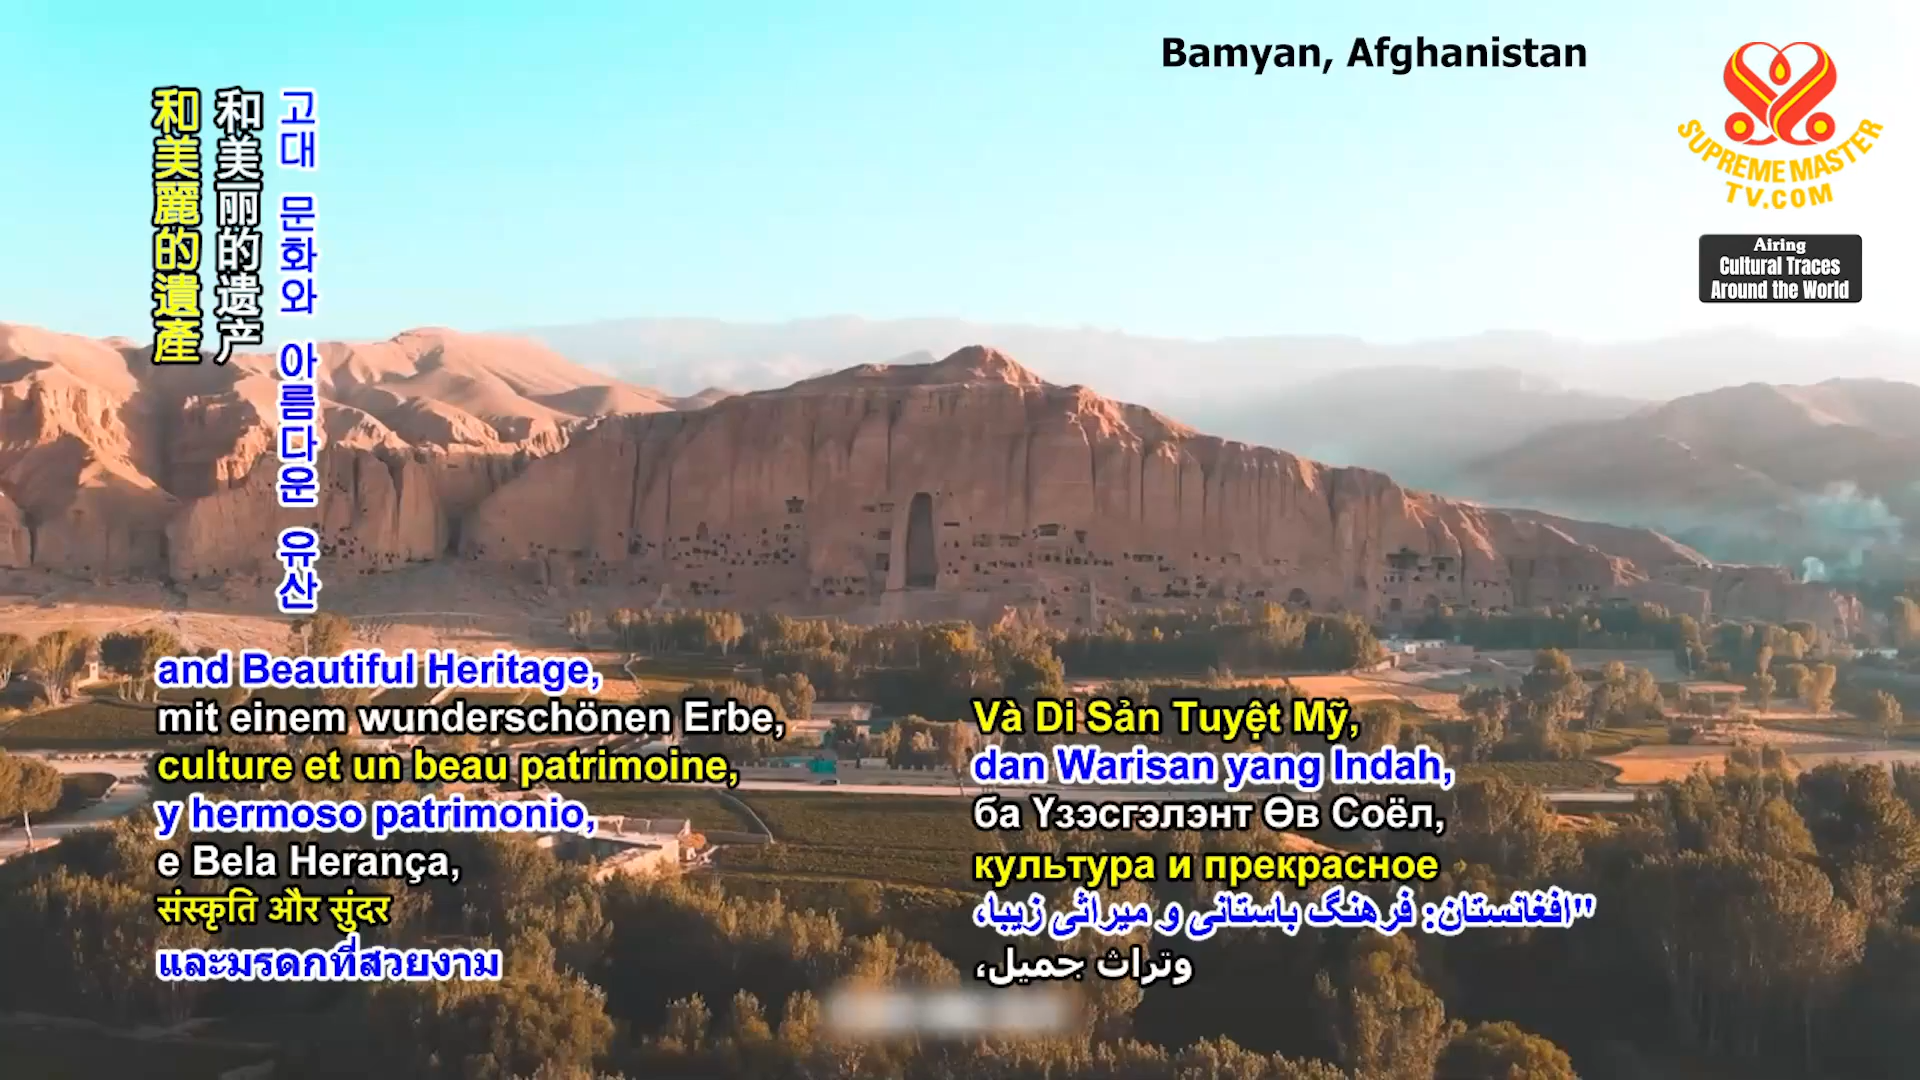 Bamyan, Afghanistan
SUPREME MASTER
TV.COM
Airing
Cultural Traces
Around the World
和美麗的遺產
和美丽的遗产
고대 문화와 아름다운 유산
and Beautiful Heritage,
mit einem wunderschönen Erbe,
culture et un beau patrimoine,
y hermoso patrimonio,
e Bela Herança,
संस्कृति और सुंदर
และมรดกที่สวยงาม
Và Di Sản Tuyệt Mỹ,
dan Warisan yang Indah,
ба Үзэсгэлэнт Өв Соёл,
культура и прекрасное
"افغانستان: فرهنگ باستانی و میراثی زیبا،
وتراث جميل،